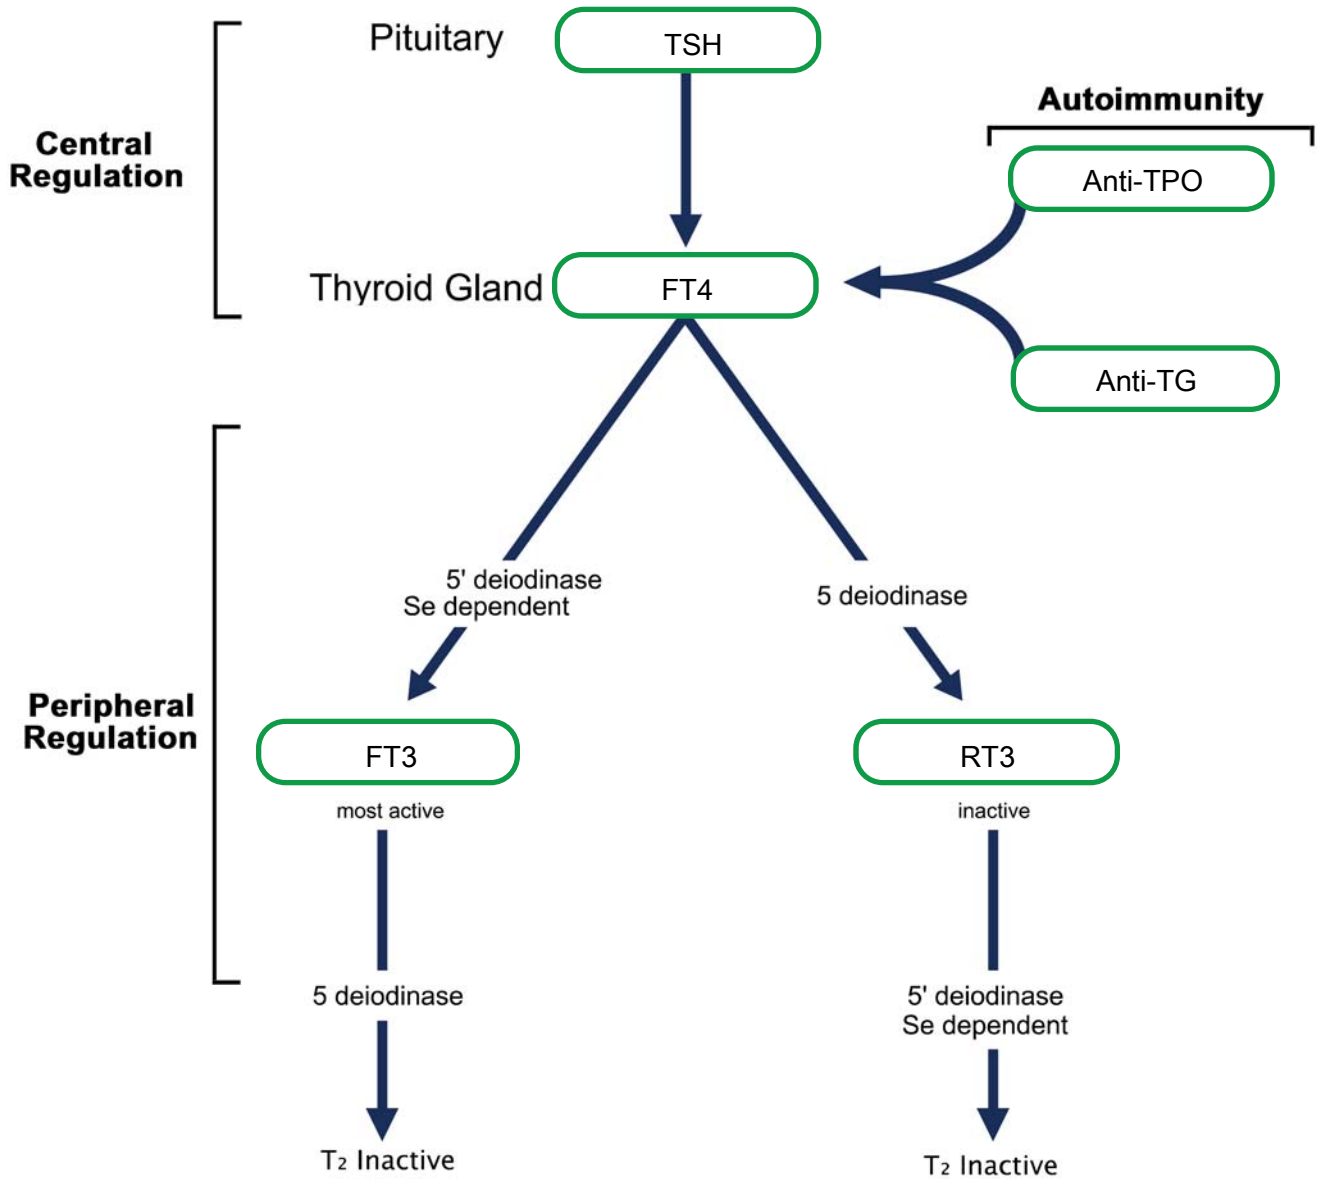 Pituitary
TSH
Autoimmunity
Central
Regulation
Anti-TPO
Thyroid Gland
FT4
Anti-TG
5' deiodinase
Se dependent
5 deiodinase
Peripheral
Regulation
FT3
RT3
most active
inactive
5 deiodinase
5' deiodinase
Se dependent
T₂ Inactive
T₂ Inactive